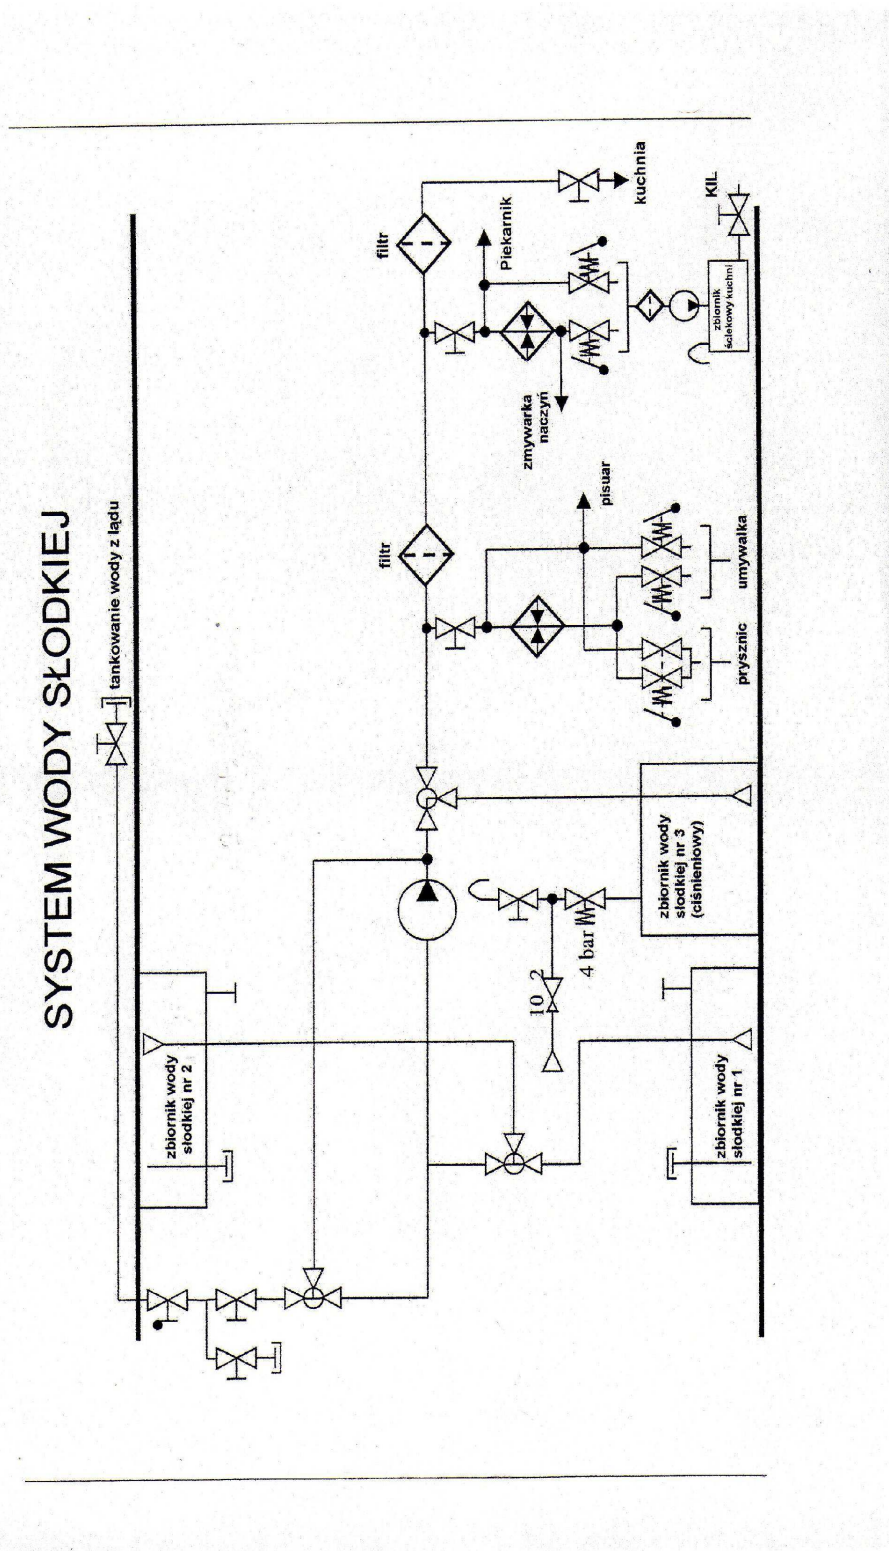 SYSTEM WODY SŁODKIEJ
tankowanie wody z lądu
zbiornik wody
słodkiej nr 2
filtr
filtr
Piekarnik
kuchnia
zmywarka
naczyń
pisuar
KIL
zbiornik
ściekowy kuchni
10
2
4 bar
zbiornik wody
słodkiej nr 3
(ciśnieniowy)
prysznic
umywalka
zbiornik wody
słodkiej nr 1